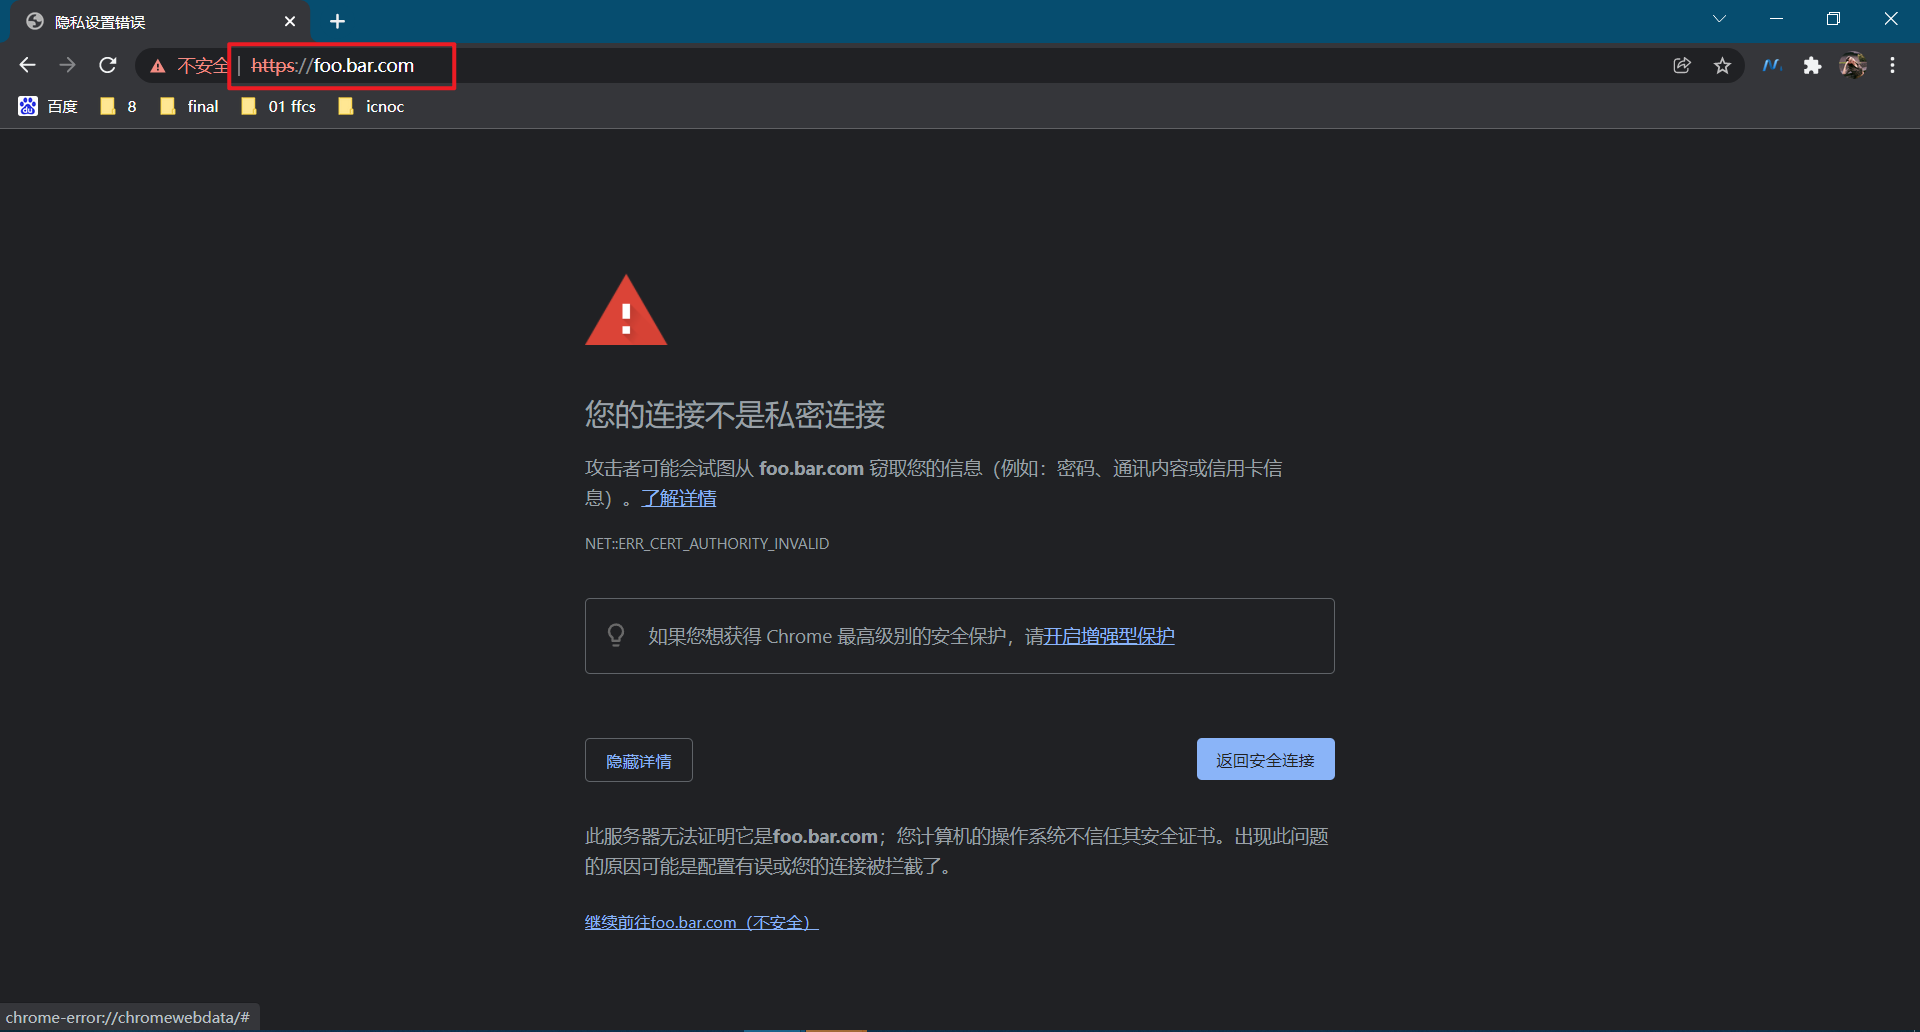 隐私设置错误
不安全 https://foo.bar.com
百度 8 final 01 ffcs icnoc
您的连接不是私密连接
攻击者可能会试图从 foo.bar.com 窃取您的信息（例如：密码、通讯内容或信用卡信
息）。了解详情
NET::ERR_CERT_AUTHORITY_INVALID
如果您想获得 Chrome 最高级别的安全保护，请开启增强型保护
隐藏详情 返回安全连接
此服务器无法证明它是foo.bar.com；您计算机的操作系统不信任其安全证书。出现此问题
的原因可能是配置有误或您的连接被拦截了。
继续前往foo.bar.com（不安全）
chrome-error://chromewebdata/#